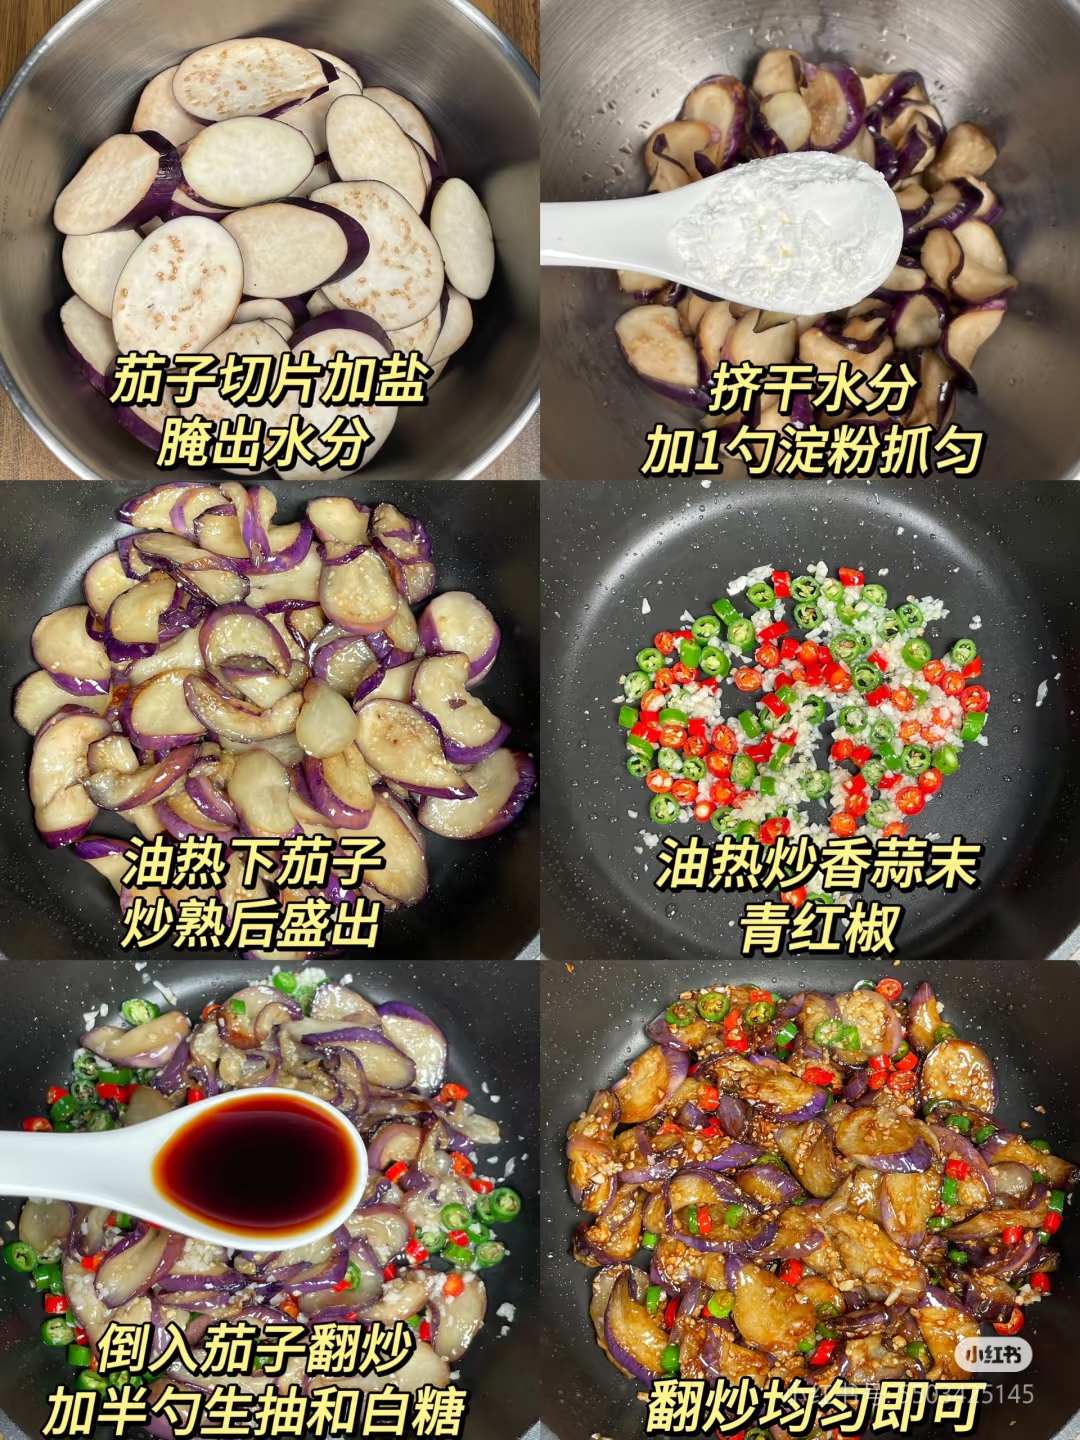 茄子切片加盐
腌出水分
挤干水分
加1勺淀粉抓匀
油热下茄子
炒熟后盛出
油热炒香蒜末
青红椒
倒入茄子翻炒
加半勺生抽和白糖
小红书
翻炒均匀即可